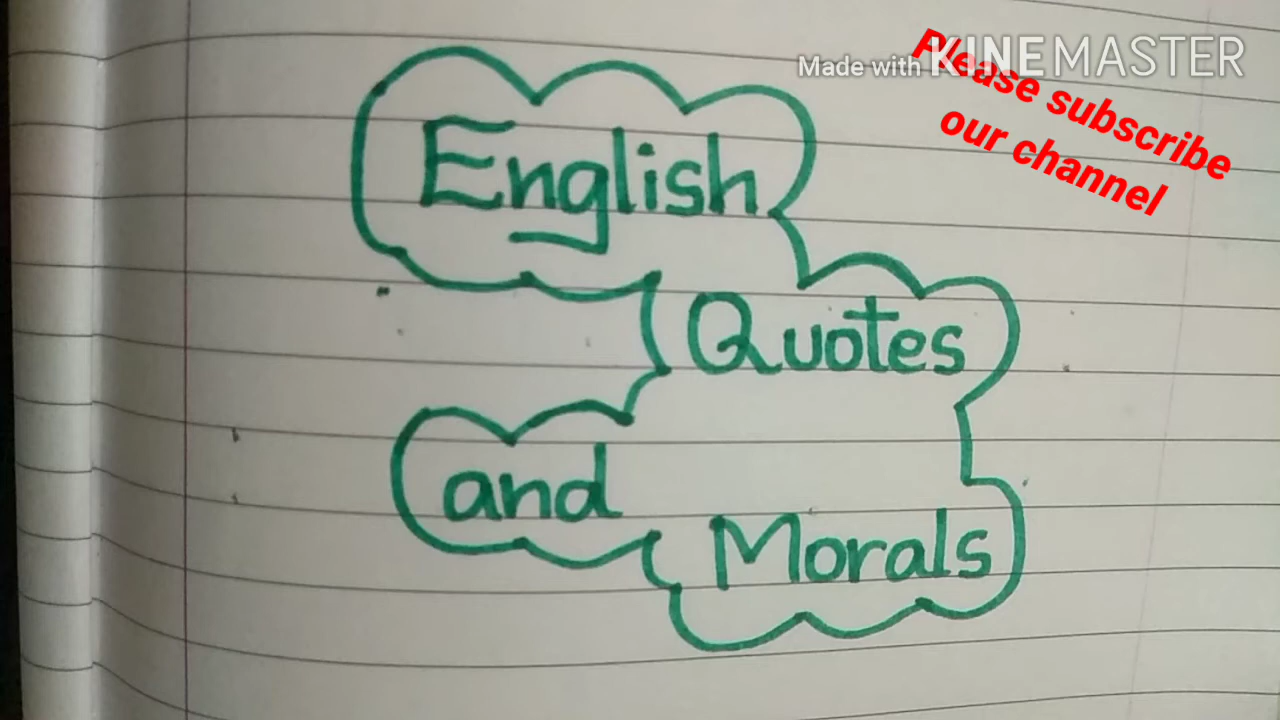 Made with KINEMASTER
Please subscribe
our channel
English
Quotes
and
Morals